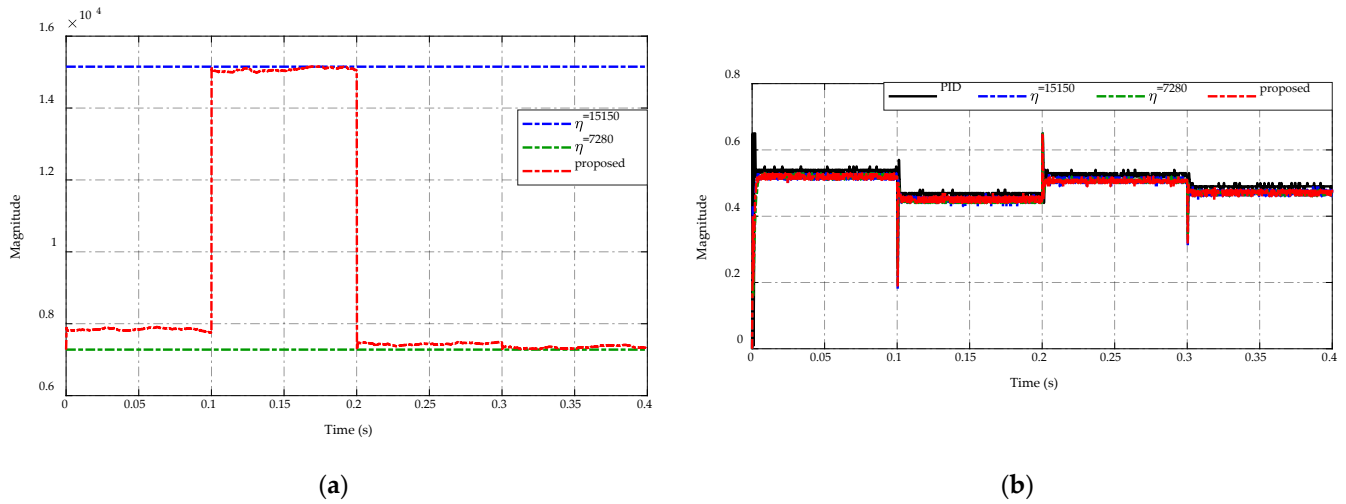 × 10 4
1.6
1.4
1.2
1
0.8
0.6
0 0.05 0.1 0.15 0.2 0.25 0.3 0.35 0.4
Magnitude
Time (s)
η=15150
η=7280
proposed
(a)
0.8
0.6
0.4
0.2
0
0.05 0.1 0.15 0.2 0.25 0.3 0.35 0.4
Magnitude
Time (s)
PID η=15150 η=7280 proposed
(b)